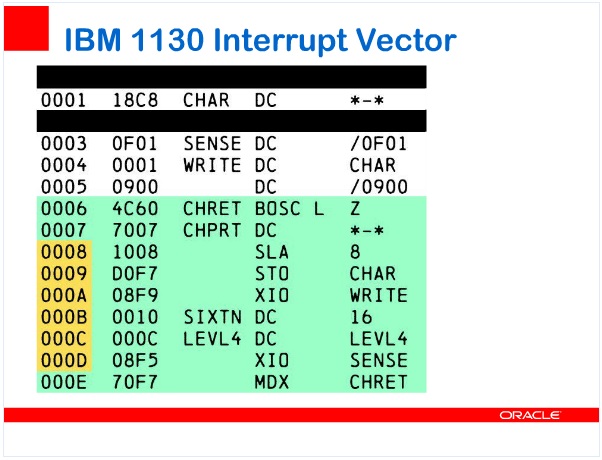 IBM 1130 Interrupt Vector
0001 18C8 CHAR DC *-*
0003 0F01 SENSE DC /0F01
0004 0001 WRITE DC CHAR
0005 0900 DC /0900
0006 4C60 CHRET BOSC L Z
0007 7007 CHPRT DC *-*
0008 1008 SLA 8
0009 D0F7 STO CHAR
000A 08F9 XIO WRITE
000B 0010 SIXTN DC 16
000C 000C LEVL4 DC LEVL4
000D 08F5 XIO SENSE
000E 70F7 MDX CHRET
ORACLE